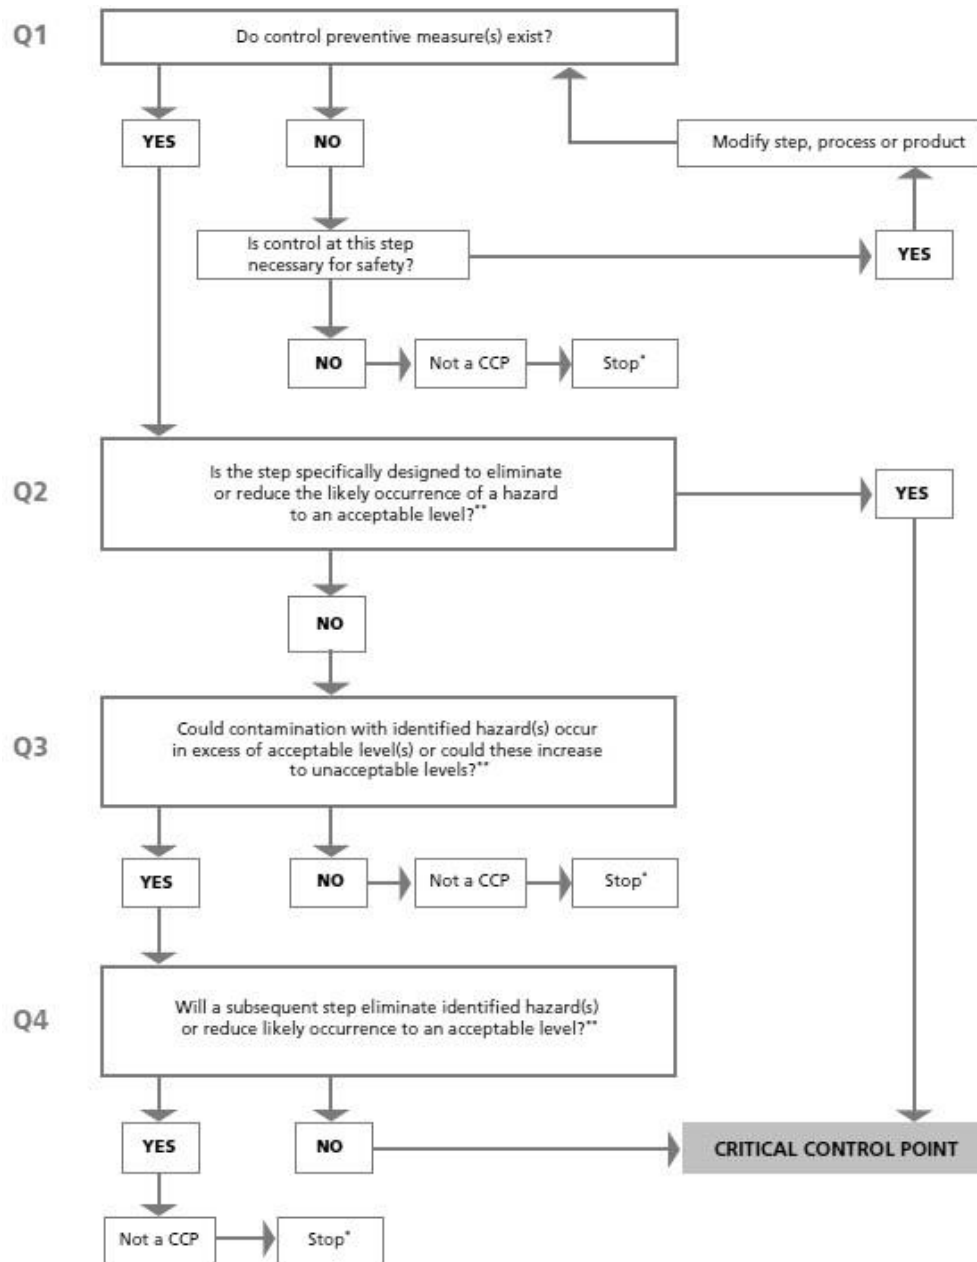 Q1
Do control preventive measure(s) exist?
YES
NO
Modify step, process or product
Is control at this step
necessary for safety?
YES
NO
Not a CCP
Stop*
Q2
Is the step specifically designed to eliminate
or reduce the likely occurrence of a hazard
to an acceptable level?**
YES
NO
Q3
Could contamination with identified hazard(s) occur
in excess of acceptable level(s) or could these increase
to unacceptable levels?**
YES
NO
Not a CCP
Stop*
Q4
Will a subsequent step eliminate identified hazard(s)
or reduce likely occurrence to an acceptable level?**
YES
NO
CRITICAL CONTROL POINT
Not a CCP
Stop*